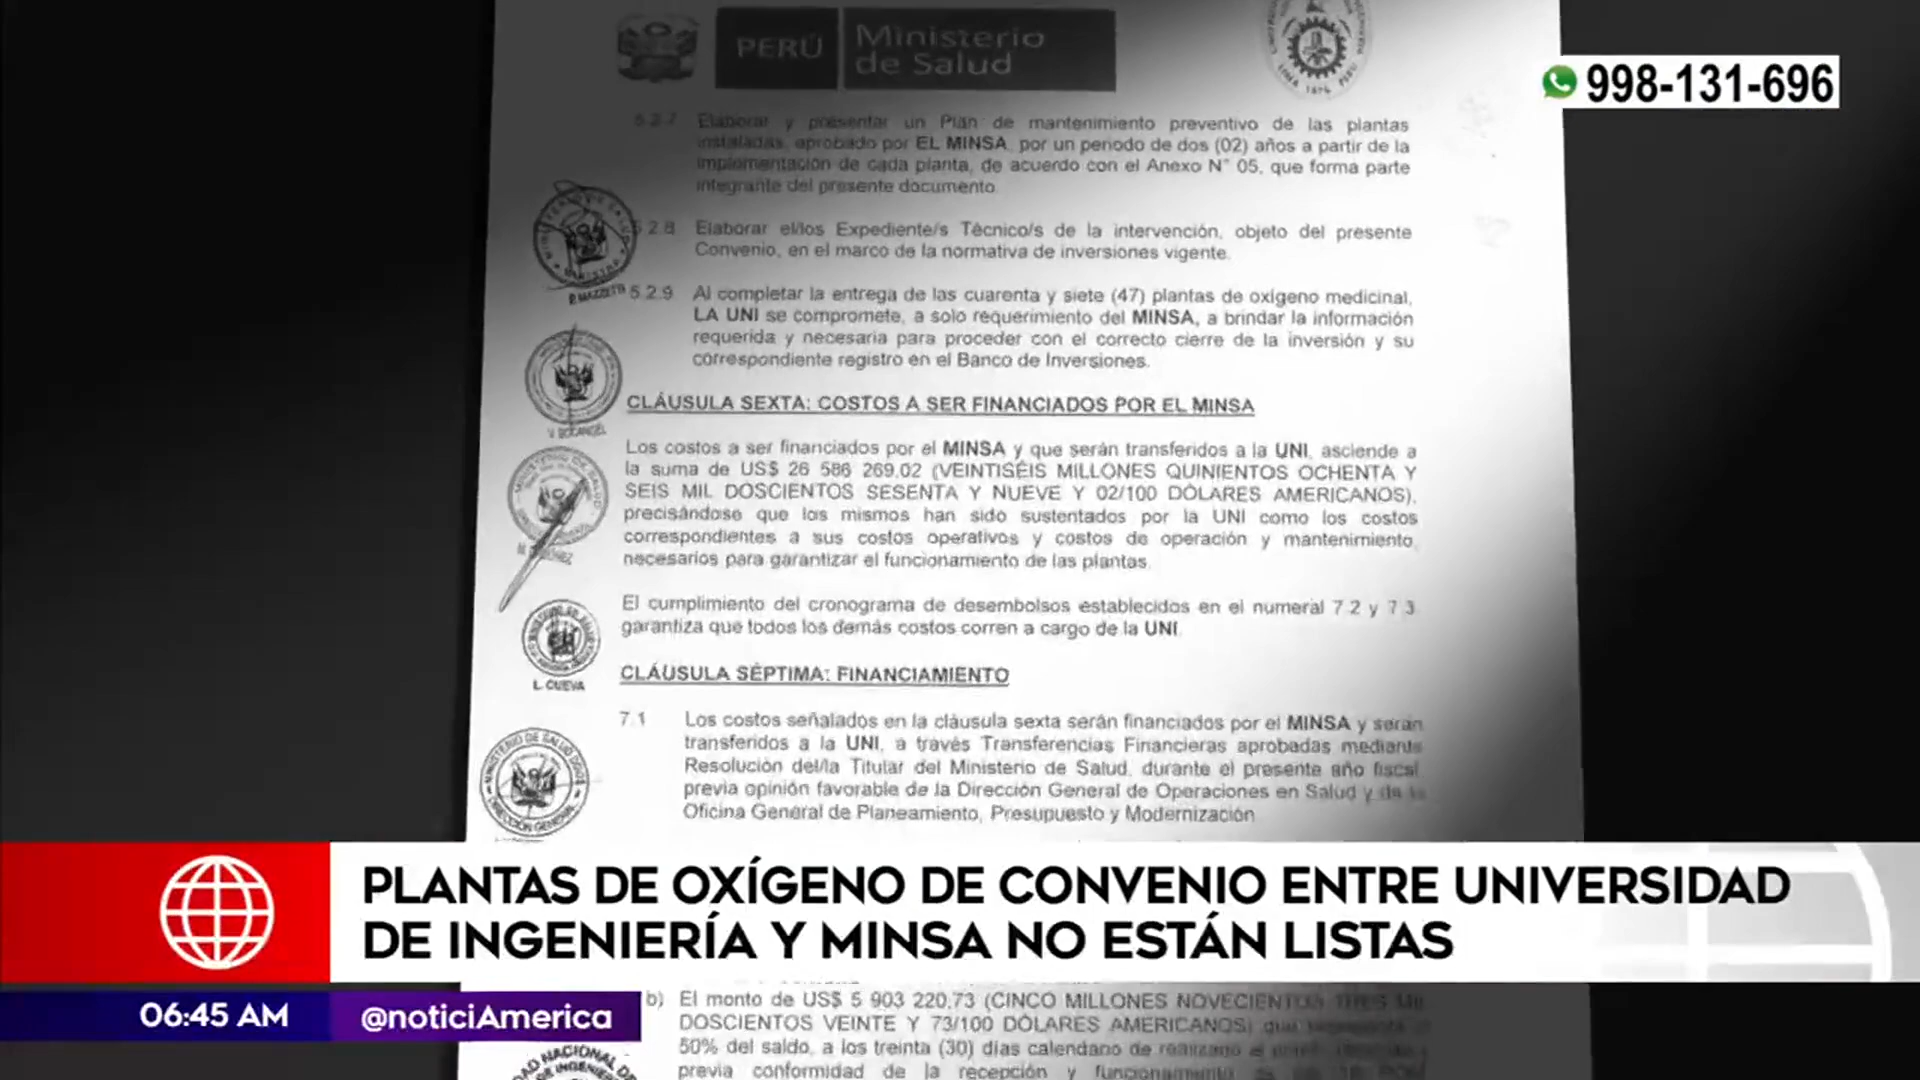 PERÚ
Ministerio
de Salud
998-131-696
5.2.7 Elaborar y presentar un Plan de mantenimiento preventivo de las plantas
instaladas, aprobado por EL MINSA, por un periodo de dos (02) años a partir de la
implementación de cada planta, de acuerdo con el Anexo N° 05, que forma parte
integrante del presente documento.
5.2.8 Elaborar el/los Expediente/s Técnico/s de la intervención, objeto del presente
Convenio, en el marco de la normativa de inversiones vigente.
5.2.9 Al completar la entrega de las cuarenta y siete (47) plantas de oxígeno medicinal,
LA UNI se compromete, a solo requerimiento del MINSA, a brindar la información
requerida y necesaria para proceder con el correcto cierre de la inversión y su
correspondiente registro en el Banco de Inversiones.
CLÁUSULA SEXTA: COSTOS A SER FINANCIADOS POR EL MINSA
Los costos a ser financiados por el MINSA y que serán transferidos a la UNI, asciende a
la suma de US$ 26 586 269.02 (VEINTISÉIS MILLONES QUINIENTOS OCHENTA Y
SEIS MIL DOSCIENTOS SESENTA Y NUEVE Y 02/100 DÓLARES AMERICANOS),
precisándose que los mismos han sido sustentados por la UNI como los costos
correspondientes a sus costos operativos y costos de operación y mantenimiento,
necesarios para garantizar el funcionamiento de las plantas.
El cumplimiento del cronograma de desembolsos establecidos en el numeral 7.2 y 7.3
garantiza que todos los demás costos corren a cargo de la UNI.
L. CUEVA
CLÁUSULA SÉPTIMA: FINANCIAMIENTO
7.1 Los costos señalados en la cláusula sexta serán financiados por el MINSA y serán
transferidos a la UNI, a través Transferencias Financieras aprobadas mediante
Resolución del/la Titular del Ministerio de Salud, durante el presente año fiscal,
previa opinión favorable de la Dirección General de Operaciones en Salud y de la
Oficina General de Planeamiento, Presupuesto y Modernización.
PLANTAS DE OXÍGENO DE CONVENIO ENTRE UNIVERSIDAD
DE INGENIERÍA Y MINSA NO ESTÁN LISTAS
06:45 AM
@noticiAmerica
b) El monto de US$ 5 903 220.73 (CINCO MILLONES NOVECIENTOS TRES MIL
DOSCIENTOS VEINTE Y 73/100 DÓLARES AMERICANOS) que
50% del saldo, a los treinta (30) días calendario de realizado el
previa conformidad de la recepción y funcionamiento